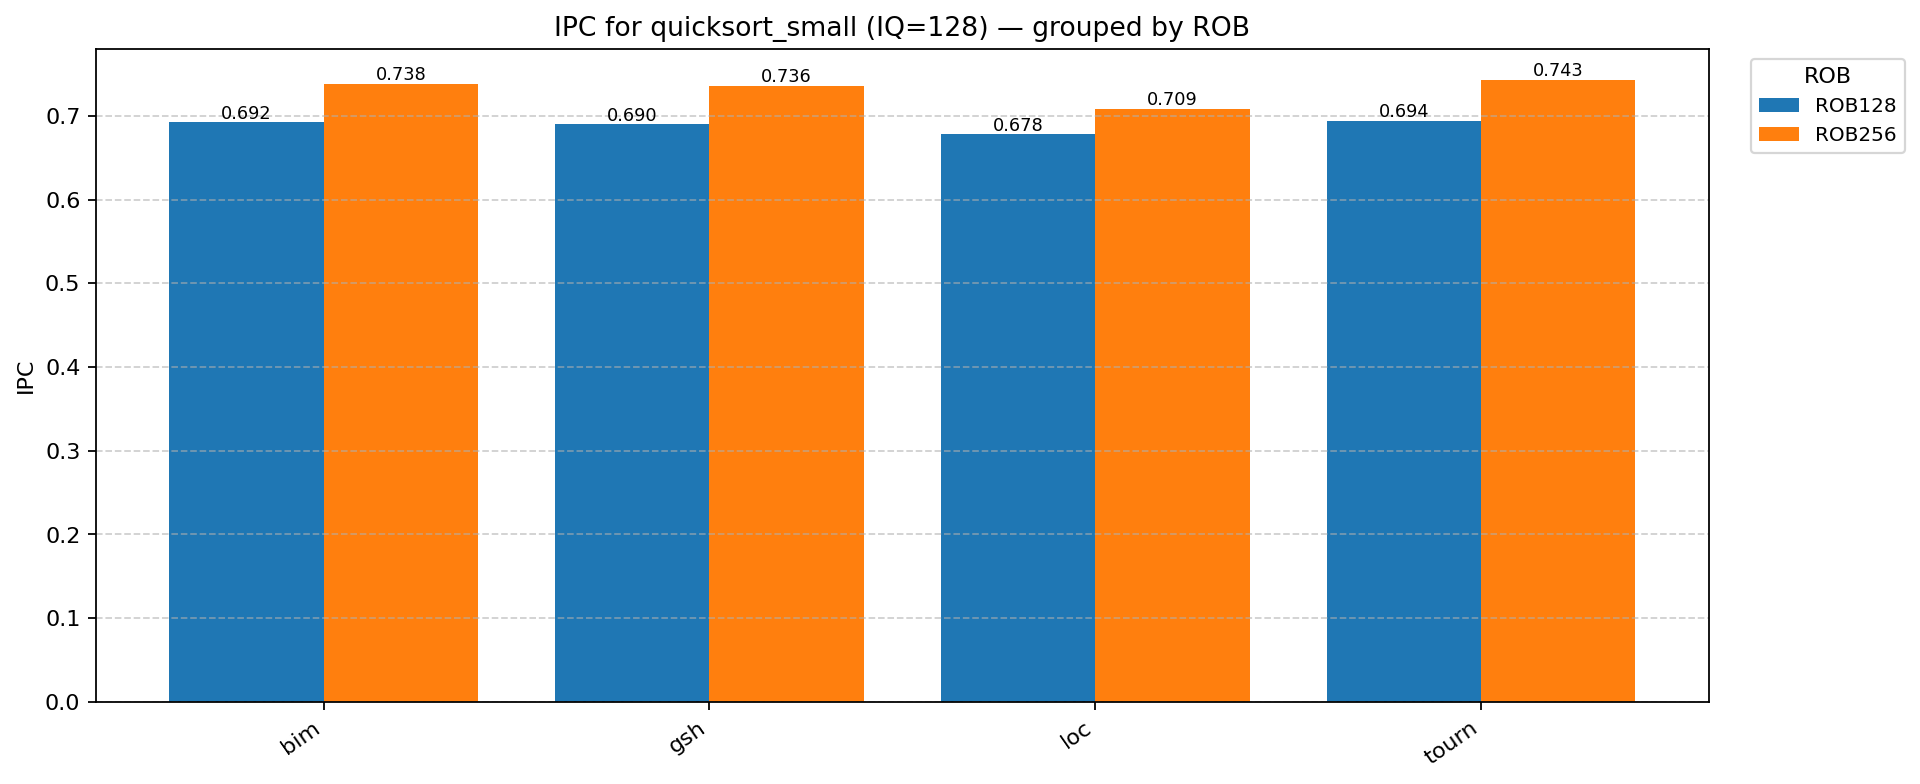 IPC for quicksort_small (IQ=128) — grouped by ROB
ROB
ROB128
ROB256
IPC
0.7
0.6
0.5
0.4
0.3
0.2
0.1
0.0
0.692
0.738
0.690
0.736
0.678
0.709
0.694
0.743
bim
gsh
loc
tourn